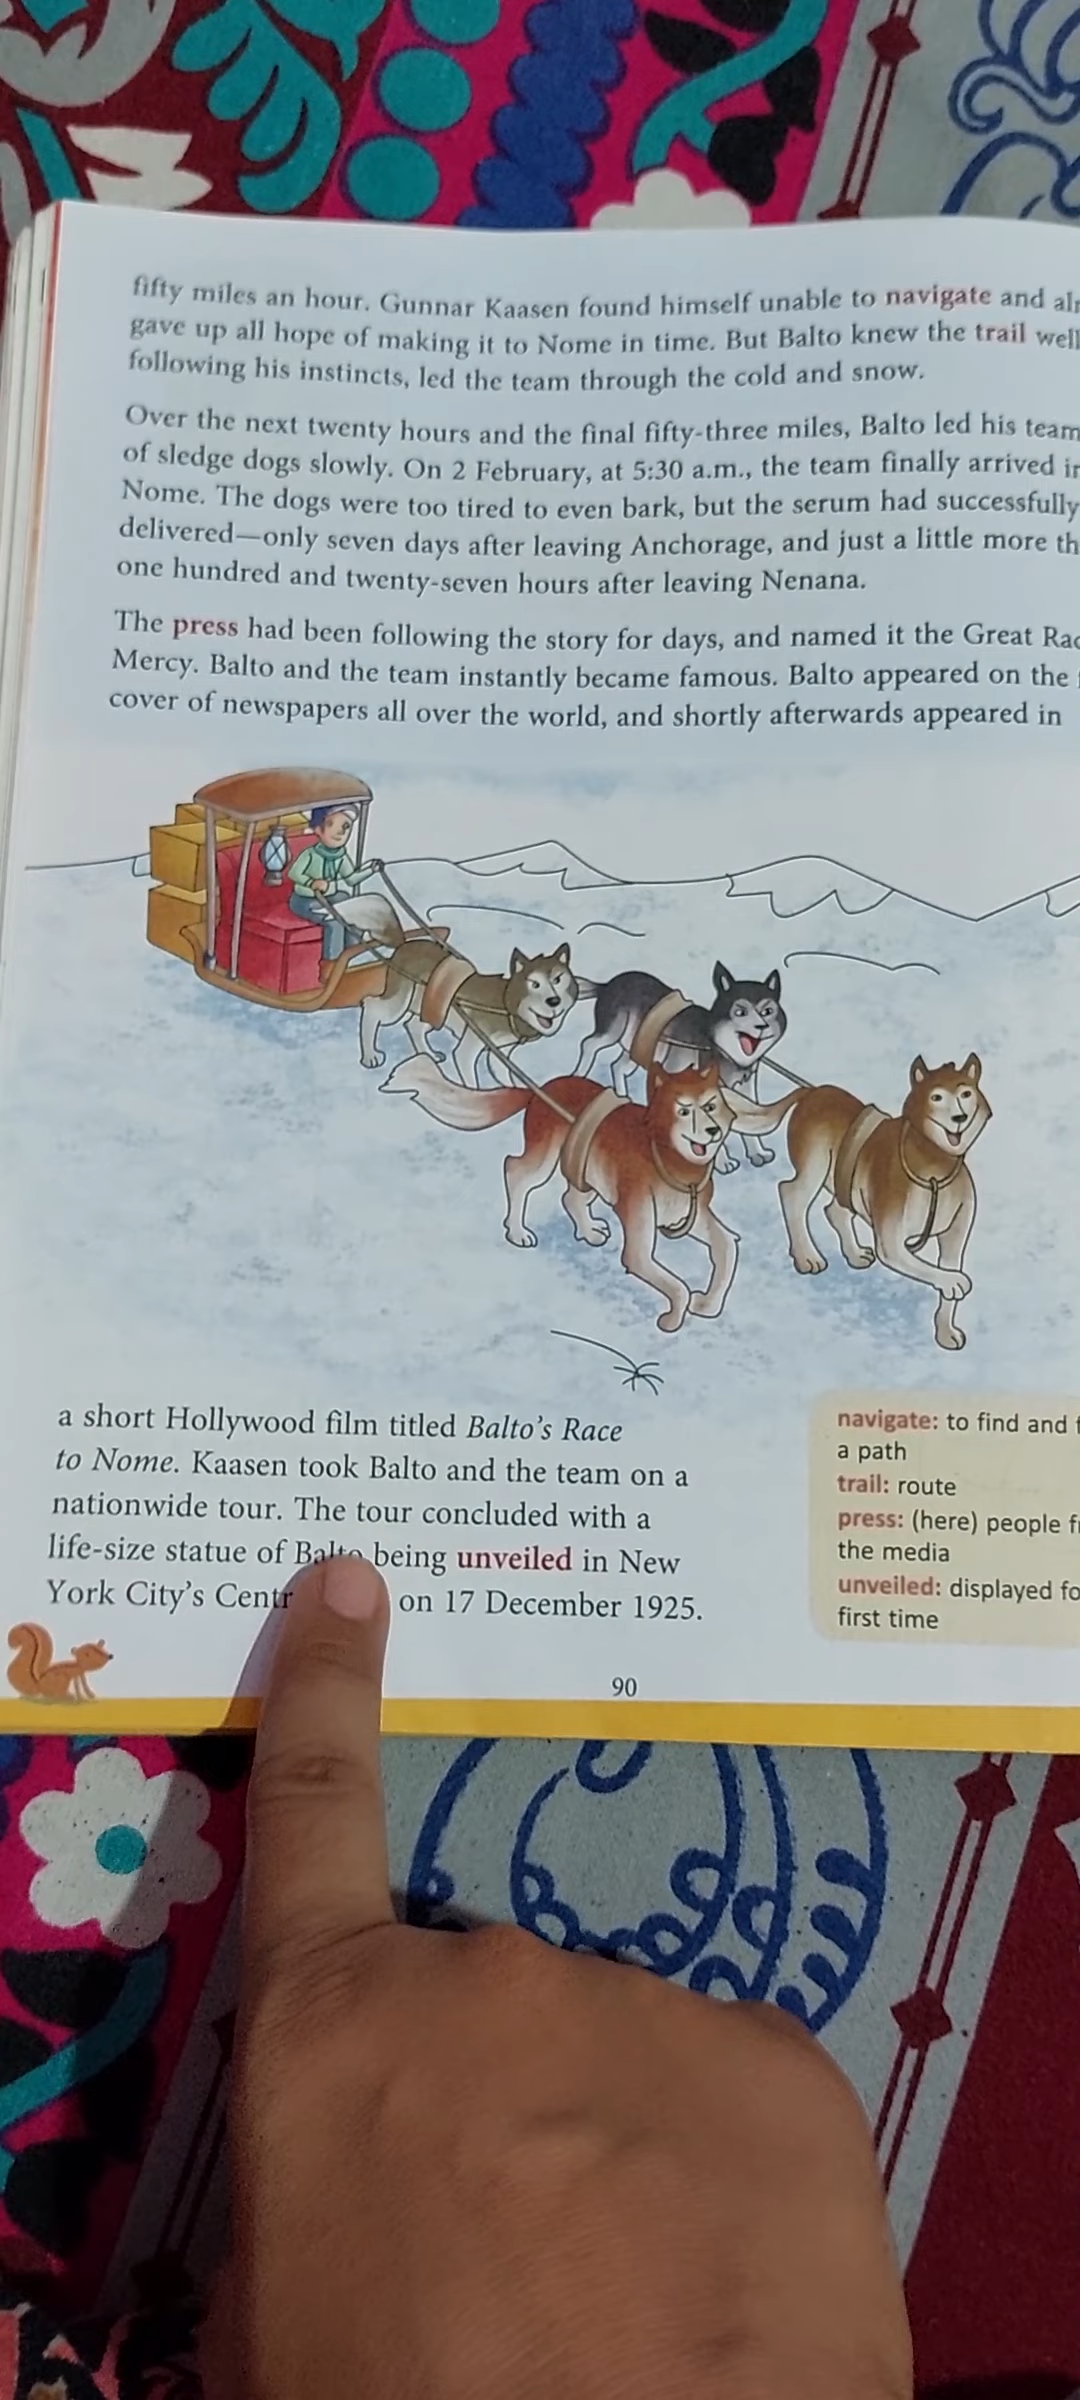 fifty miles an hour. Gunnar Kaasen found himself unable to navigate and
gave up all hope of making it to Nome in time. But Balto knew the trail well
following his instincts, led the team through the cold and snow.
Over the next twenty hours and the final fifty-three miles, Balto led his team
of sledge dogs slowly. On 2 February, at 5:30 a.m., the team finally arrived
Nome. The dogs were too tired to even bark, but the serum had successfully
delivered—only seven days after leaving Anchorage, and just a little more
one hundred and twenty-seven hours after leaving Nenana.
The press had been following the story for days, and named it the Great
Mercy. Balto and the team instantly became famous. Balto appeared on the
cover of newspapers all over the world, and shortly afterwards appeared in
a short Hollywood film titled Balto's Race
to Nome. Kaasen took Balto and the team on a
nationwide tour. The tour concluded with a
life-size statue of Balto being unveiled in New
York City's on 17 December 1925.
navigate: to find and
a path
trail: route
press: (here) people
the media
unveiled: displayed
first time
90